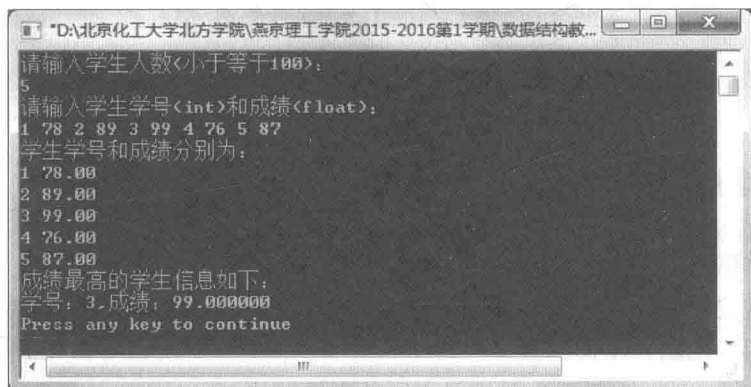 "D:\北京化工大学北方学院\燕京理工学院2015-2016第1学期\数据结构教...
请输入学生人数(小于等于100):
5
请输入学生学号(int)和成绩(float):
1 78 2 89 3 99 4 76 5 87
学生学号和成绩分别为:
1 78.00
2 89.00
3 99.00
4 76.00
5 87.00
成绩最高的学生信息如下:
学号: 3,成绩: 99.000000
Press any key to continue